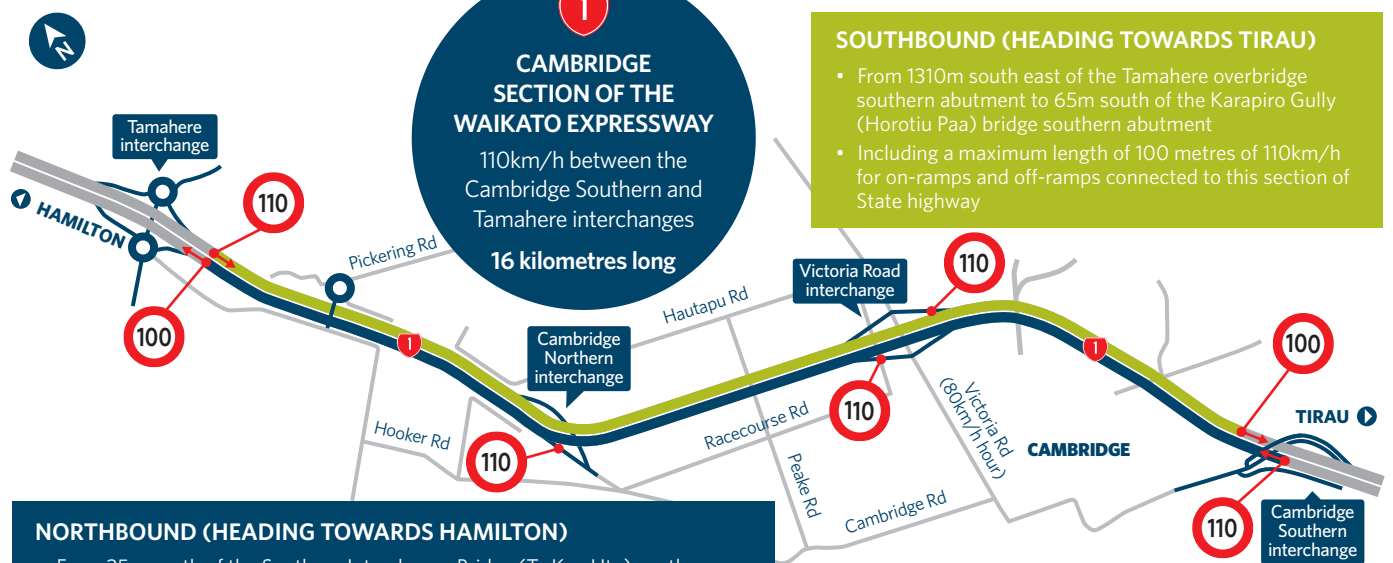 N
1
CAMBRIDGE
SECTION OF THE
WAIKATO EXPRESSWAY
110km/h between the
Cambridge Southern and
Tamahere interchanges
16 kilometres long
SOUTHBOUND (HEADING TOWARDS TIRAU)
• From 1310m south east of the Tamahere overbridge
southern abutment to 65m south of the Karapiro Gully
(Horotiu Paa) bridge southern abutment
• Including a maximum length of 100 metres of 110km/h
for on-ramps and off-ramps connected to this section of
State highway
Tamahere
interchange
HAMILTON
110
100
Pickering Rd
1
Hautapu Rd
Victoria Road
interchange
110
Cambridge
Northern
interchange
110
Hooker Rd
Racecourse Rd
110
Peake Rd
Victoria Rd
(80km/h hour)
CAMBRIDGE
Cambridge Rd
1
100
TIRAU
110
Cambridge
Southern
interchange
NORTHBOUND (HEADING TOWARDS HAMILTON)